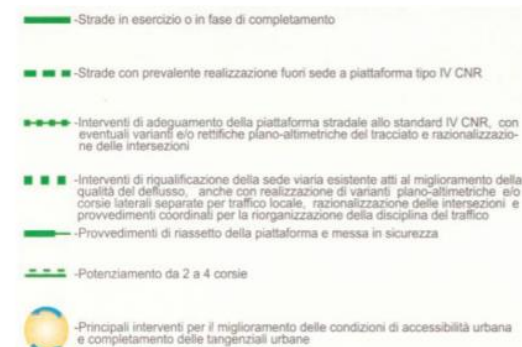 -Strade in esercizio o in fase di completamento
-Strade con prevalente realizzazione fuori sede a piattaforma tipo IV CNR
-Interventi di adeguamento della piattaforma stradale allo standard IV CNR, con
eventuali varianti e/o rettifiche plano-altimetriche del tracciato e razionalizzazio-
ne delle intersezioni
-Interventi di riqualificazione della sede viaria esistente atti al miglioramento della
qualità del deflusso, anche con realizzazione di varianti plano-altimetriche e/o
corsie laterali separate per traffico locale, razionalizzazione delle intersezioni e
provvedimenti coordinati per la riorganizzazione della disciplina del traffico
-Provvedimenti di riassetto della piattaforma e messa in sicurezza
-Potenziamento da 2 a 4 corsie
-Principali interventi per il miglioramento delle condizioni di accessibilità urbana
e completamento delle tangenziali urbane